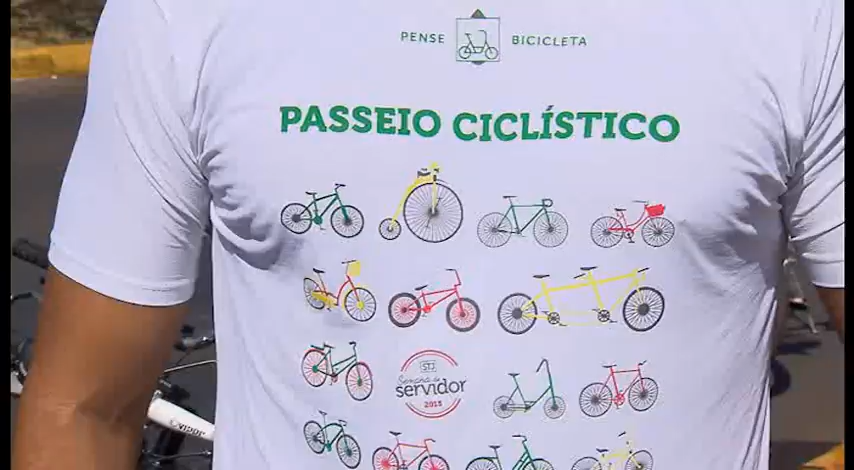 PENSE BICICLETA
PASSEIO CICLÍSTICO
STJ
Semana do
servidor
2015